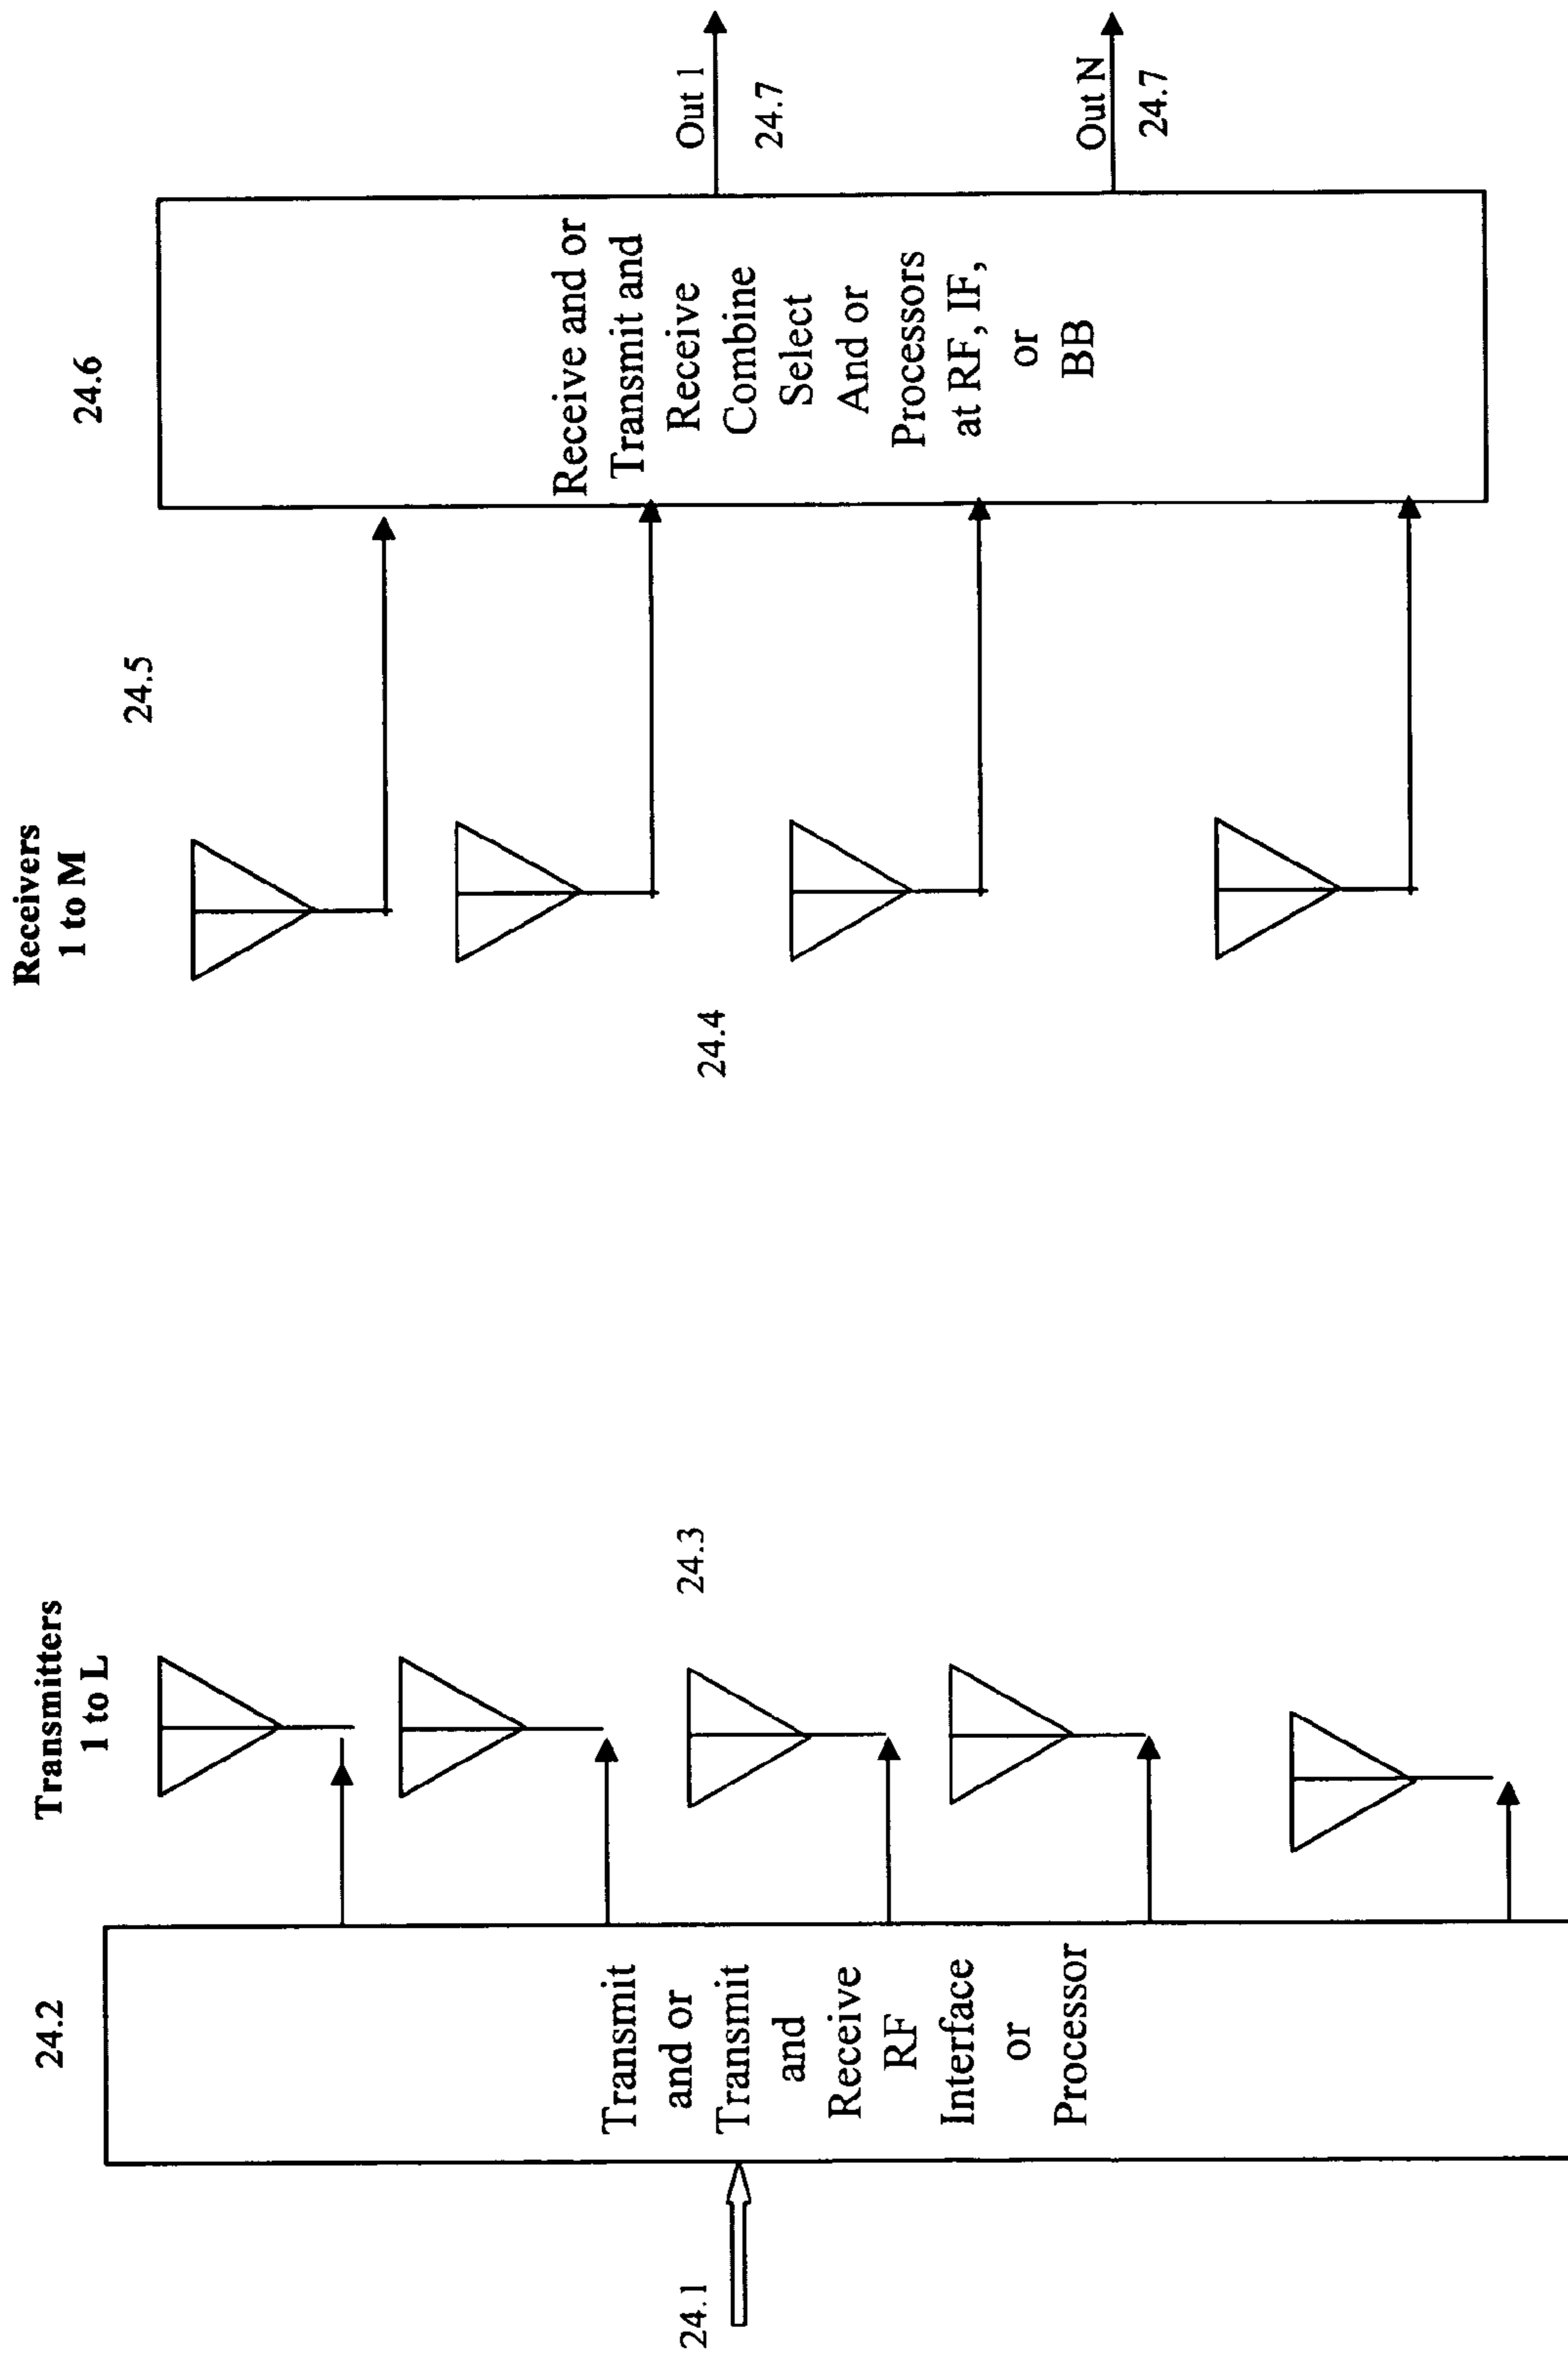 24.1
24.2
Transmit
and or
Transmit
and
Receive
RF
Interface
or
Processor
Transmitters
1 to L
24.3
24.4
Receivers
1 to M
24.5
24.6
Receive and or
Transmit and
Receive
Combine
Select
And or
Processors
at RF, IF,
or
BB
Out 1
24.7
Out N
24.7